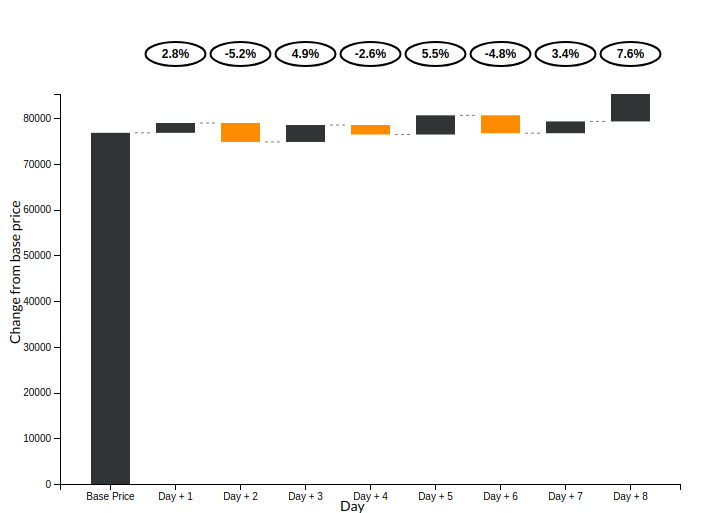 2.8% -5.2% 4.9% -2.6% 5.5% -4.8% 3.4% 7.6%
Change from base price
80000
70000
60000
50000
40000
30000
20000
10000
0
Base Price Day + 1 Day + 2 Day + 3 Day + 4 Day + 5 Day + 6 Day + 7 Day + 8
Day